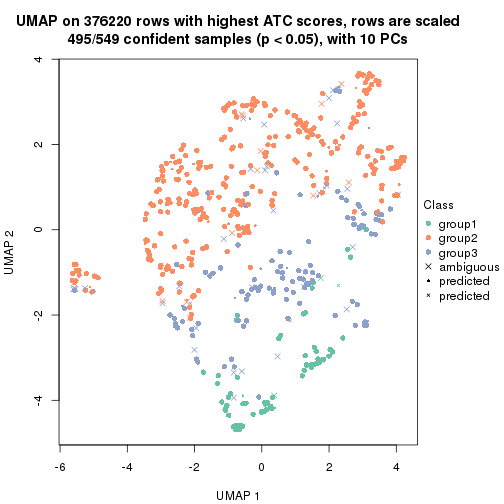 UMAP on 376220 rows with highest ATC scores, rows are scaled
495/549 confident samples (p < 0.05), with 10 PCs
4
2
0
-2
-4
UMAP 2
-6
-4
-2
0
2
4
UMAP 1
Class
group1
group2
group3
ambiguous
predicted
predicted